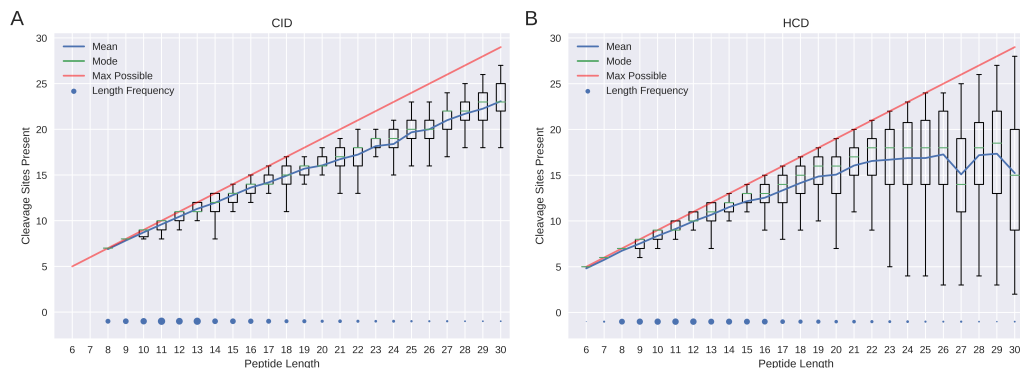 A
CID
Mean
Mode
Max Possible
Length Frequency
Cleavage Sites Present
30
25
20
15
10
5
0
6 7 8 9 10 11 12 13 14 15 16 17 18 19 20 21 22 23 24 25 26 27 28 29 30
Peptide Length
B
HCD
Mean
Mode
Max Possible
Length Frequency
Cleavage Sites Present
30
25
20
15
10
5
0
6 7 8 9 10 11 12 13 14 15 16 17 18 19 20 21 22 23 24 25 26 27 28 29 30
Peptide Length